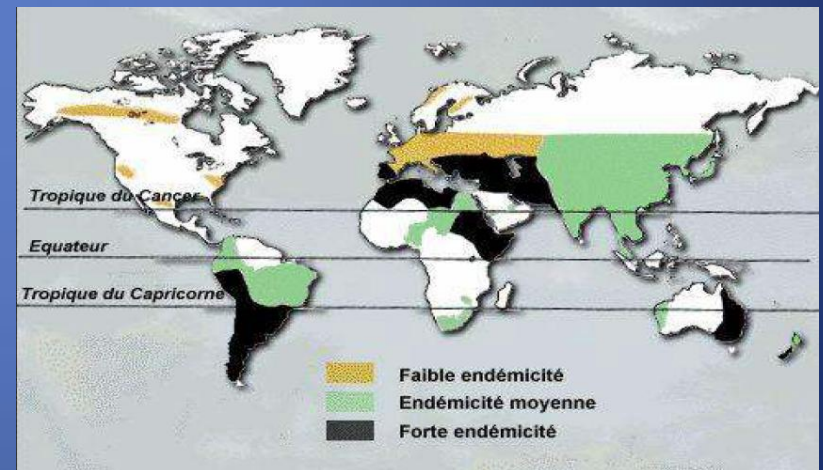 Tropique du Cancer
Equateur
Tropique du Capricorne
Faible endémicité
Endémicité moyenne
Forte endémicité